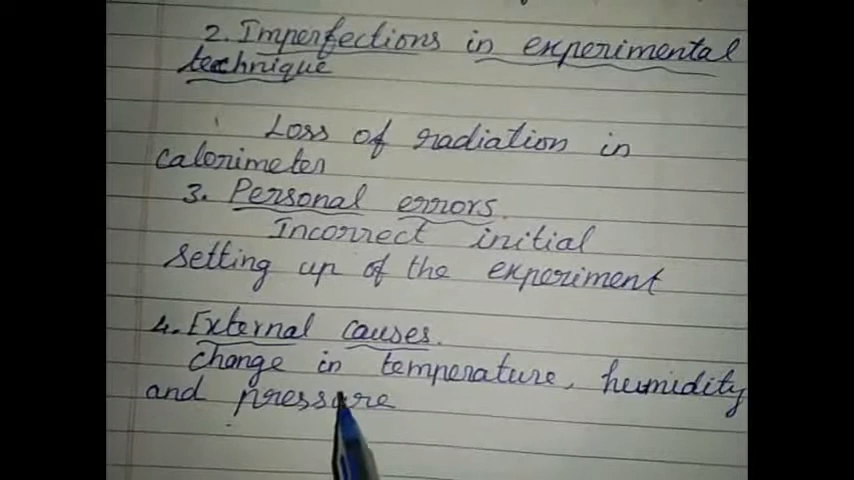 2. Imperfections in experimental
technique
Loss of radiation in
calorimeter
3. Personal errors.
Incorrect initial
setting up of the experiment
4. External causes.
change in temperature, humidity
and pressure